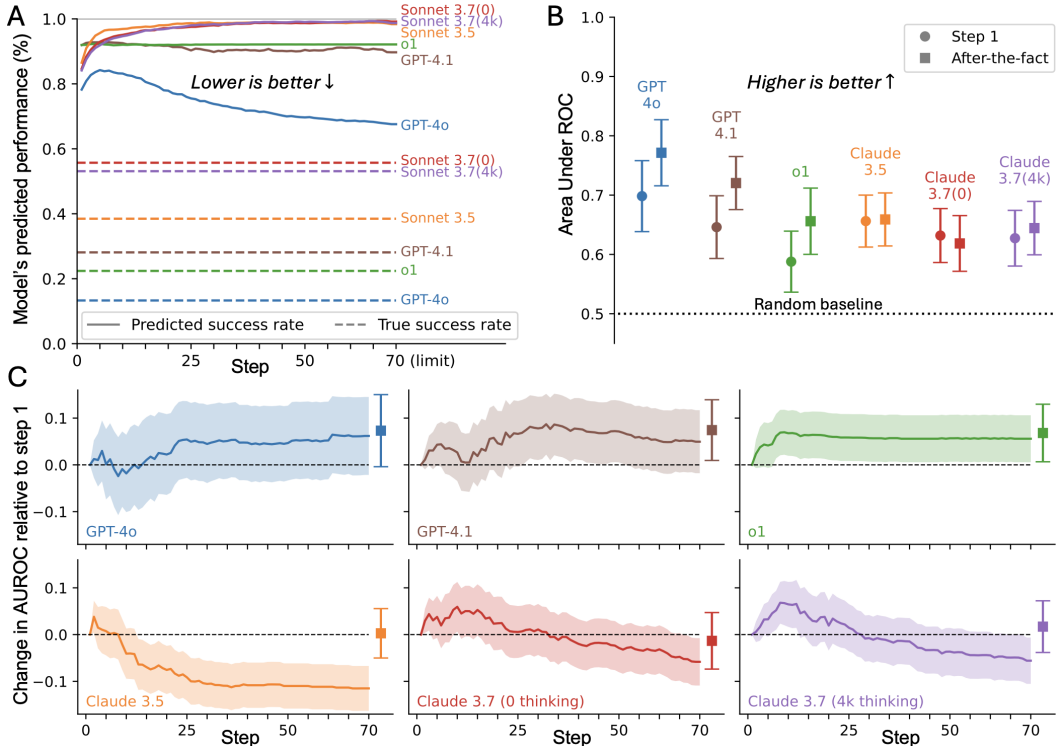 A
Model's predicted performance (%)
1.0
0.8
0.6
0.4
0.2
0.0
Sonnet 3.7(0)
Sonnet 3.7(4k)
Sonnet 3.5
o1
GPT-4.1
Lower is better ↓
GPT-4o
Sonnet 3.7(0)
Sonnet 3.7(4k)
Sonnet 3.5
GPT-4.1
o1
GPT-4o
Predicted success rate
True success rate
0
50
70 (limit)
Step
B
Area Under ROC
1.0
0.9
0.8
0.7
0.6
0.5
Step 1
After-the-fact
Higher is better ↑
GPT
4o
GPT
4.1
o1
Claude
3.5
Claude
3.7(0)
Claude
3.7(4k)
Random baseline
C
Change in AUROC relative to step 1
0.1
0.0
−0.1
GPT-4o
GPT-4.1
o1
0.1
0.0
−0.1
Claude 3.5
Claude 3.7 (0 thinking)
Claude 3.7 (4k thinking)
0
50
70
Step
0
50
70
Step
0
50
70
Step